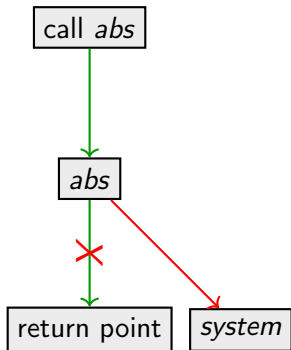 call abs
abs
return point
system